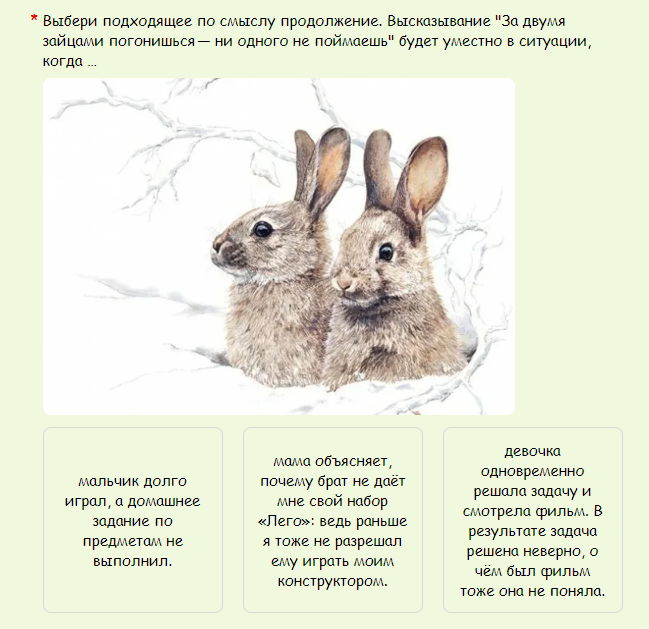 * Выбери подходящее по смыслу продолжение. Высказывание "За двумя
зайцами погонишься — ни одного не поймаешь" будет уместно в ситуации,
когда ...
мальчик долго
играл, а домашнее
задание по
предметам не
выполнил.
мама объясняет,
почему брат не даёт
мне свой набор
«Лего»: ведь раньше
я тоже не разрешал
ему играть моим
конструктором.
девочка
одновременно
решала задачу и
смотрела фильм. В
результате задача
решена неверно, о
чём был фильм
тоже она не поняла.